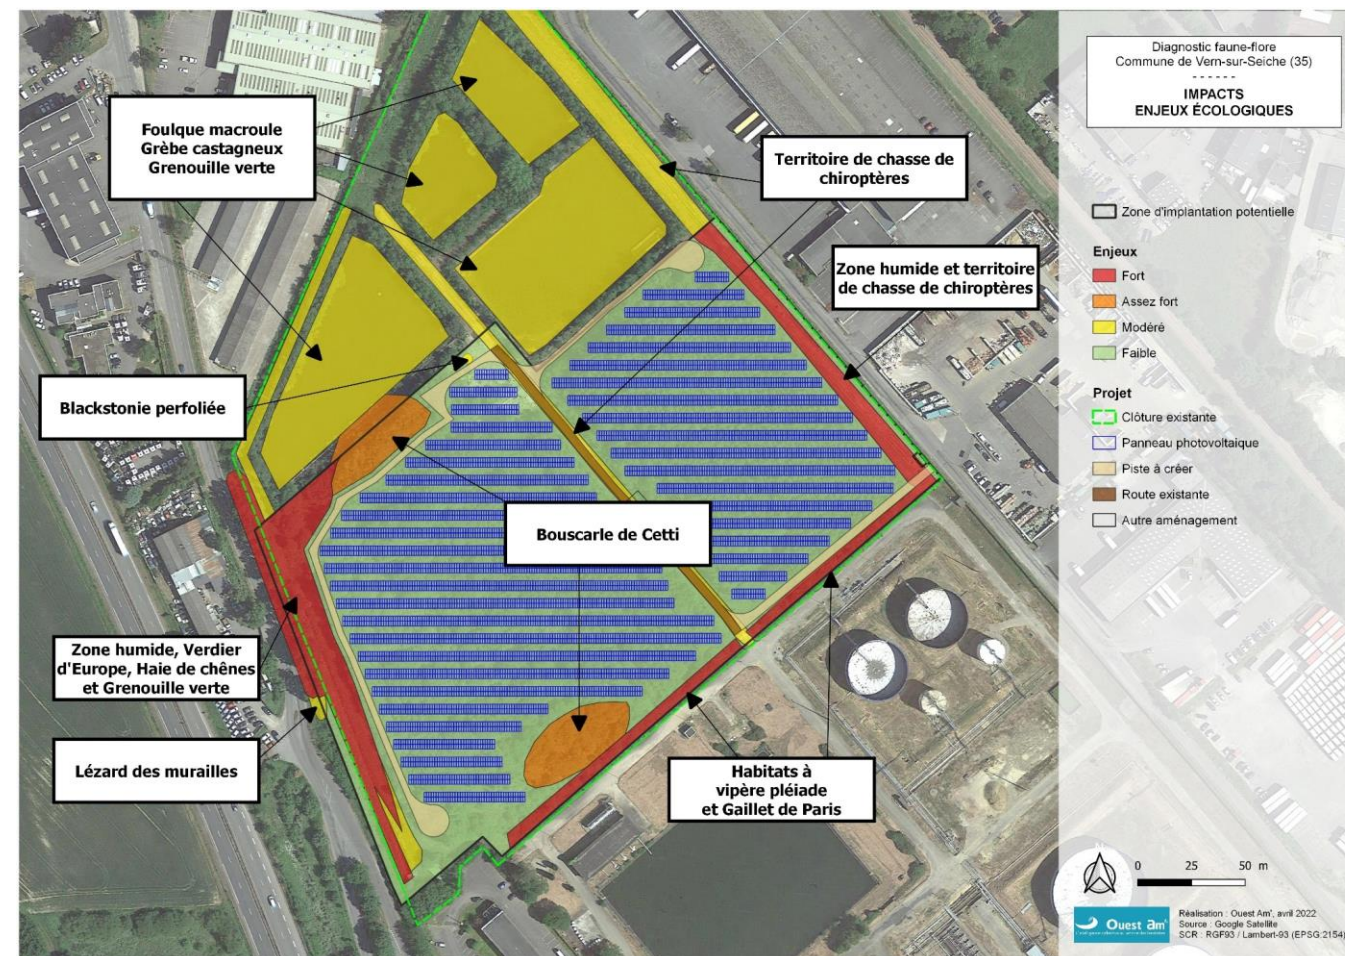 Diagnostic faune-flore
Commune de Vern-sur-Seiche (35)
- - - - - -
IMPACTS
ENJEUX ÉCOLOGIQUES
Foulque macroule
Grèbe castagneux
Grenouille verte
Territoire de chasse de
chiroptères
Zone humide et territoire
de chasse de chiroptères
Blackstonie perfoliée
Bouscarle de Cetti
Zone humide, Verdier
d'Europe, Haie de chênes
et Grenouille verte
Lézard des murailles
Habitats à
vipère pléiade
et Gaillet de Paris
Zone d'implantation potentielle
Enjeux
Fort
Assez fort
Modéré
Faible
Projet
Clôture existante
Panneau photovoltaique
Piste à créer
Route existante
Autre aménagement
0 25 50 m
Ouest Am'
Réalisation : Ouest Am', avril 2022
Source : Google Satellite
SCR : RGF93 / Lambert-93 (EPSG:2154)